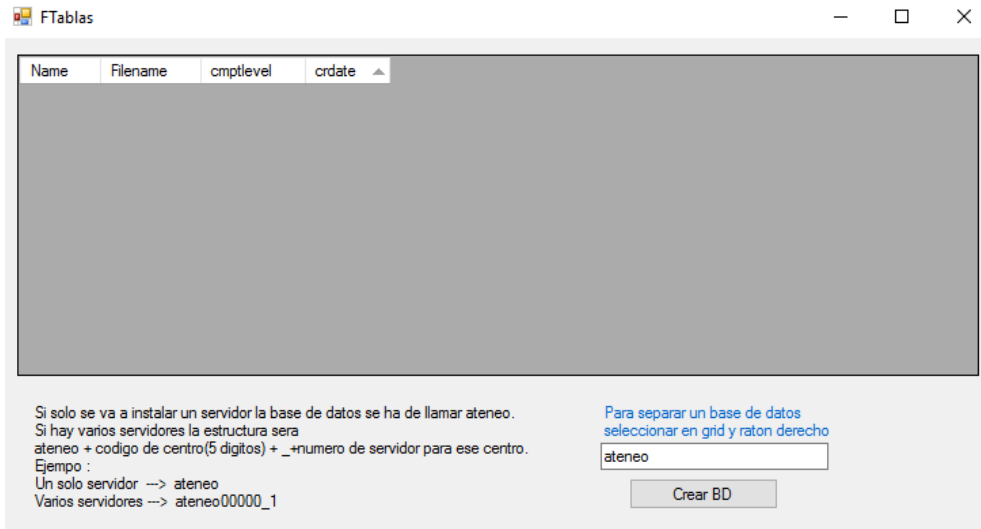 FTablas
Name Filename cmptlevel crdate
Si solo se va a instalar un servidor la base de datos se ha de llamar ateneo.
Si hay varios servidores la estructura sera
ateneo + codigo de centro(5 digitos) + _+numero de servidor para ese centro.
Ejempo :
Un solo servidor ---> ateneo
Varios servidores ---> ateneo00000_1
Para separar un base de datos
seleccionar en grid y raton derecho
ateneo
Crear BD